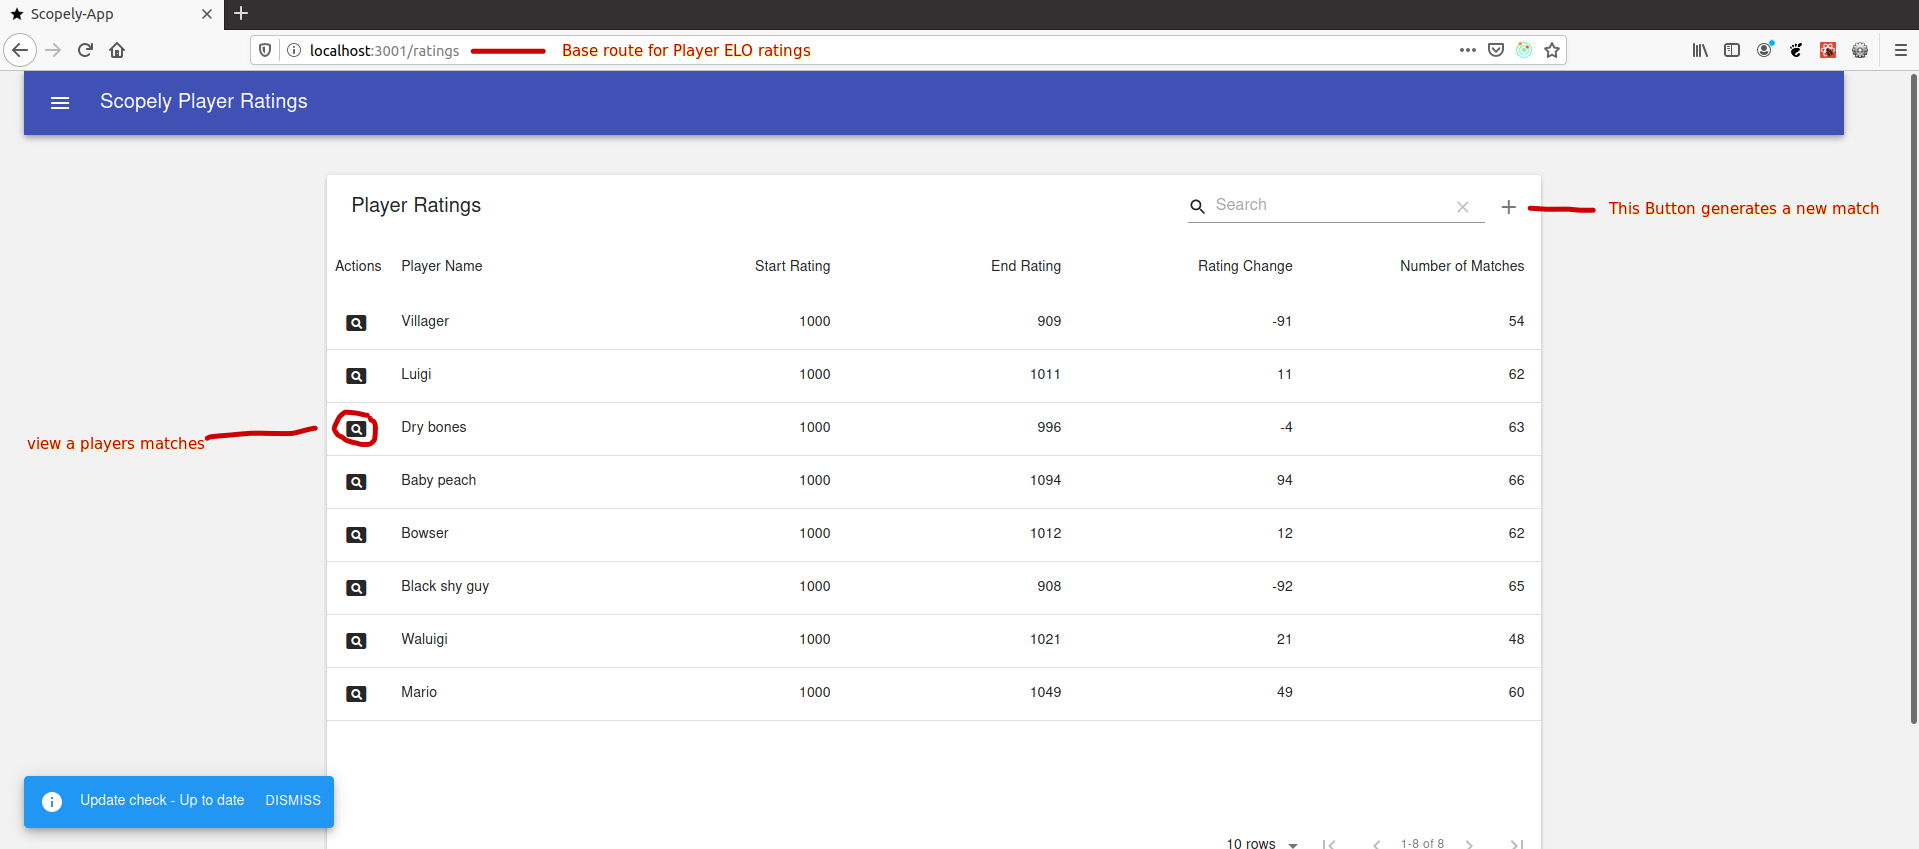 Scopely-App
localhost:3001/ratings
Base route for Player ELO ratings
Scopely Player Ratings
Player Ratings
Search
This Button generates a new match
Actions Player Name Start Rating End Rating Rating Change Number of Matches
Villager 1000 909 -91 54
Luigi 1000 1011 11 62
Dry bones 1000 996 -4 63
view a players matches
Baby peach 1000 1094 94 66
Bowser 1000 1012 12 62
Black shy guy 1000 908 -92 65
Waluigi 1000 1021 21 48
Mario 1000 1049 49 60
Update check - Up to date DISMISS
10 rows 1-8 of 8